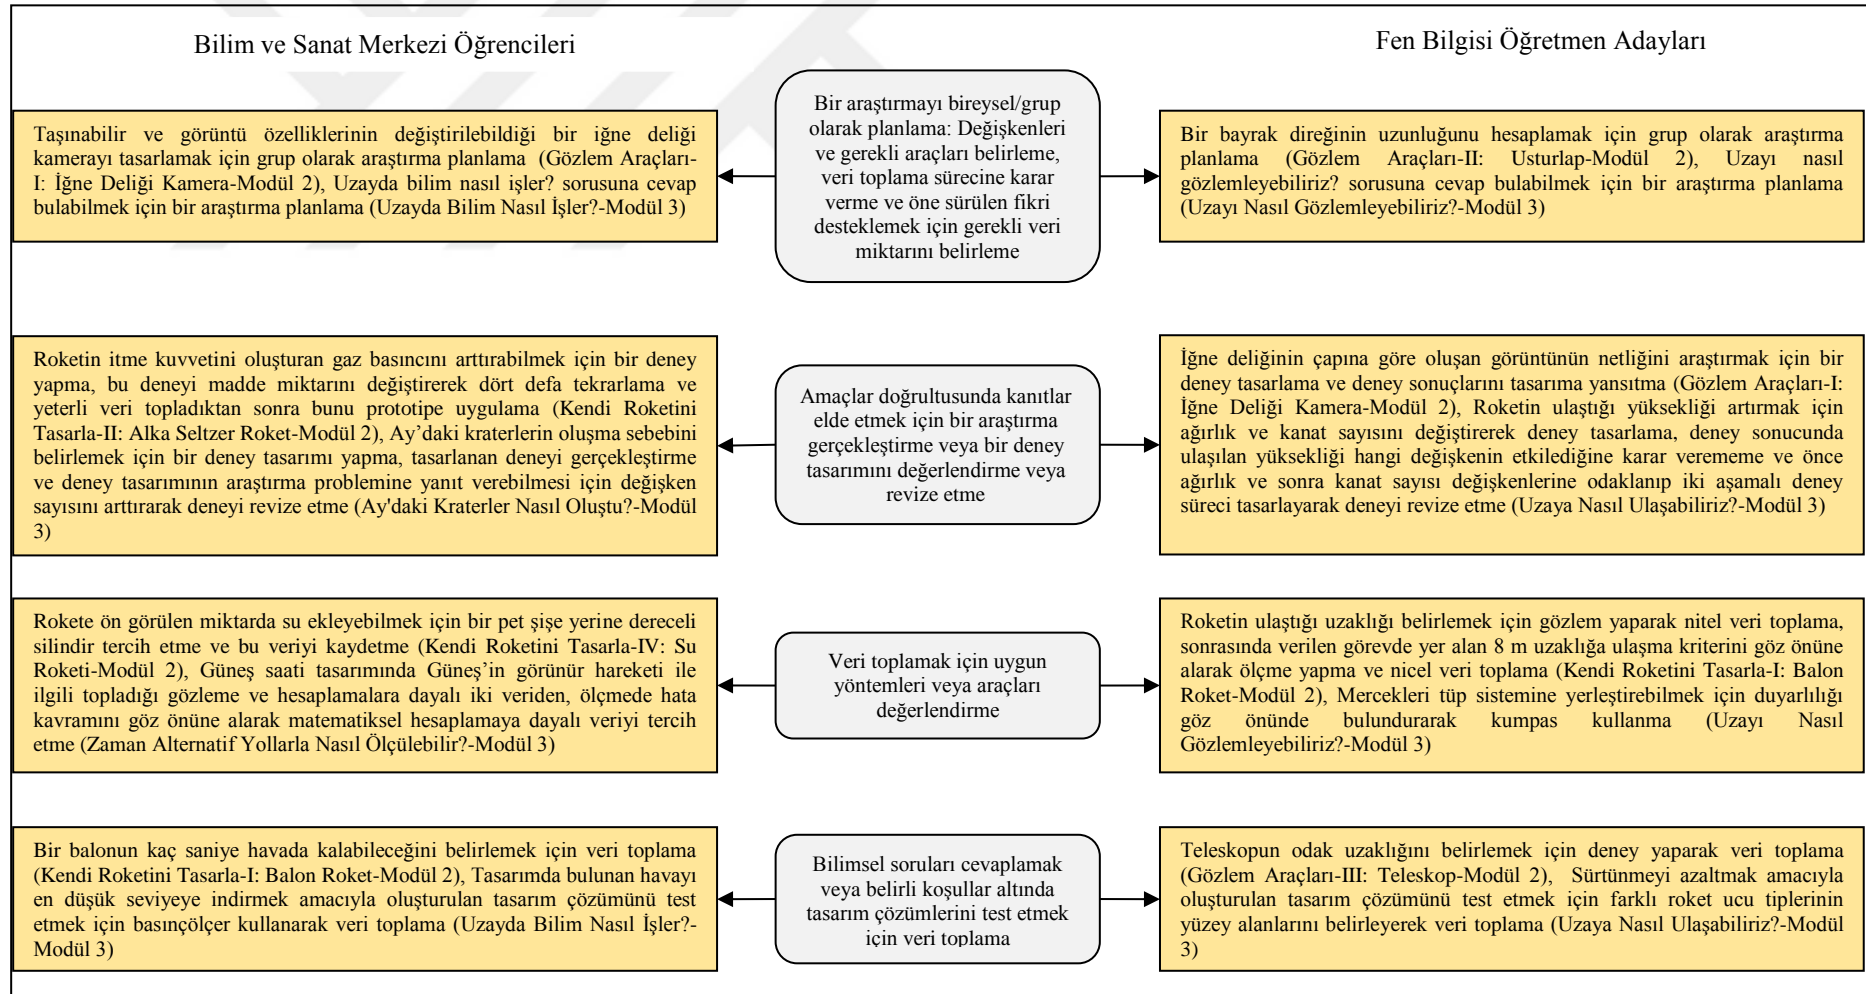 Bilim ve Sanat Merkezi Öğrencileri
Fen Bilgisi Öğretmen Adayları
Taşınabilir ve görüntü özelliklerinin değiştirilebildiği bir iğne deliği
kamerayı tasarlamak için grup olarak araştırma planlama (Gözlem Araçları-
I: İğne Deliği Kamera-Modül 2), Uzayda bilim nasıl işler? sorusuna cevap
bulabilmek için bir araştırma planlama (Uzayda Bilim Nasıl İşler?-Modül 3)
Bir araştırmayı bireysel/grup
olarak planlama: Değişkenleri
ve gerekli araçları belirleme,
veri toplama sürecine karar
verme ve öne sürülen fikri
desteklemek için gerekli veri
miktarını belirleme
Bir bayrak direğinin uzunluğunu hesaplamak için grup olarak araştırma
planlama (Gözlem Araçları-II: Usturlap-Modül 2), Uzayı nasıl
gözlemleyebiliriz? sorusuna cevap bulabilmek için bir araştırma planlama
(Uzayı Nasıl Gözlemleyebiliriz?-Modül 3)
Roketin itme kuvvetini oluşturan gaz basıncını arttırabilmek için bir deney
yapma, bu deneyi madde miktarını değiştirerek dört defa tekrarlama ve
yeterli veri topladıktan sonra bunu prototipe uygulama (Kendi Roketini
Tasarla-II: Alka Seltzer Roket-Modül 2), Ay’daki kraterlerin oluşma sebebini
belirlemek için bir deney tasarımı yapma, tasarlanan deneyi gerçekleştirme
ve deney tasarımının araştırma problemine yanıt verebilmesi için değişken
sayısını arttırarak deneyi revize etme (Ay'daki Kraterler Nasıl Oluştu?-Modül
3)
Amaçlar doğrultusunda kanıtlar
elde etmek için bir araştırma
gerçekleştirme veya bir deney
tasarımını değerlendirme veya
revize etme
İğne deliğinin çapına göre oluşan görüntünün netliğini araştırmak için bir
deney tasarlama ve deney sonuçlarını tasarıma yansıtma (Gözlem Araçları-I:
İğne Deliği Kamera-Modül 2), Roketin ulaştığı yüksekliği artırmak için
ağırlık ve kanat sayısını değiştirerek deney tasarlama, deney sonucunda
ulaşılan yüksekliği hangi değişkenin etkilediğine karar verememe ve önce
ağırlık ve sonra kanat sayısı değişkenlerine odaklanıp iki aşamalı deney
süreci tasarlayarak deneyi revize etme (Uzaya Nasıl Ulaşabiliriz?-Modül 3)
Rokete ön görülen miktarda su ekleyebilmek için bir pet şişe yerine dereceli
silindir tercih etme ve bu veriyi kaydetme (Kendi Roketini Tasarla-IV: Su
Roketi-Modül 2), Güneş saati tasarımında Güneş’in görünür hareketi ile
ilgili topladığı gözleme ve hesaplamalara dayalı iki veriden, ölçmede hata
kavramını göz önüne alarak matematiksel hesaplamaya dayalı veriyi tercih
etme (Zaman Alternatif Yollarla Nasıl Ölçülebilir?-Modül 3)
Veri toplamak için uygun
yöntemleri veya araçları
değerlendirme
Roketin ulaştığı uzaklığı belirlemek için gözlem yaparak nitel veri toplama,
sonrasında verilen görevde yer alan 8 m uzaklığa ulaşma kriterini göz önüne
alarak ölçme yapma ve nicel veri toplama (Kendi Roketini Tasarla-I: Balon
Roket-Modül 2), Mercekleri tüp sistemine yerleştirebilmek için duyarlılığı
göz önünde bulundurarak kumpas kullanma (Uzayı Nasıl
Gözlemleyebiliriz?-Modül 3)
Bir balonun kaç saniye havada kalabileceğini belirlemek için veri toplama
(Kendi Roketini Tasarla-I: Balon Roket-Modül 2), Tasarımda bulunan havayı
en düşük seviyeye indirmek amacıyla oluşturulan tasarım çözümünü test
etmek için basınçölçer kullanarak veri toplama (Uzayda Bilim Nasıl İşler?-
Modül 3)
Bilimsel soruları cevaplamak
veya belirli koşullar altında
tasarım çözümlerini test etmek
için veri toplama
Teleskopun odak uzaklığını belirlemek için deney yaparak veri toplama
(Gözlem Araçları-III: Teleskop-Modül 2), Sürtünmeyi azaltmak amacıyla
oluşturulan tasarım çözümünü test etmek için farklı roket ucu tiplerinin
yüzey alanlarını belirleyerek veri toplama (Uzaya Nasıl Ulaşabiliriz?-Modül
3)